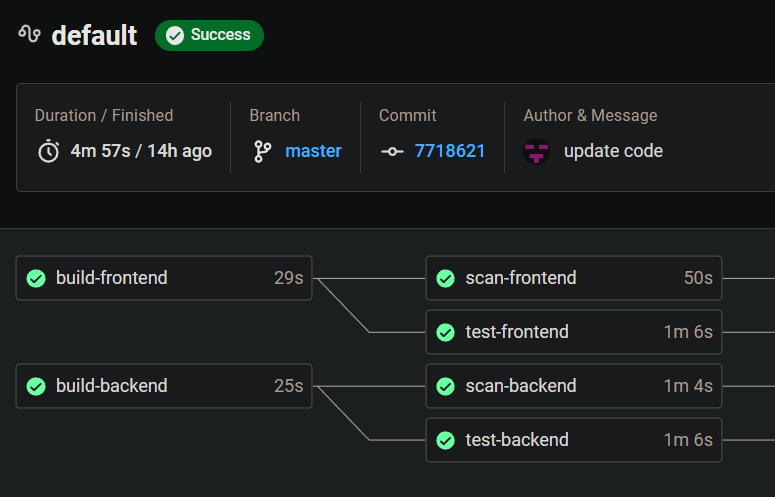 default Success
Duration / Finished Branch Commit Author & Message
4m 57s / 14h ago master 7718621 update code
build-frontend 29s scan-frontend 50s
test-frontend 1m 6s
build-backend 25s scan-backend 1m 4s
test-backend 1m 6s